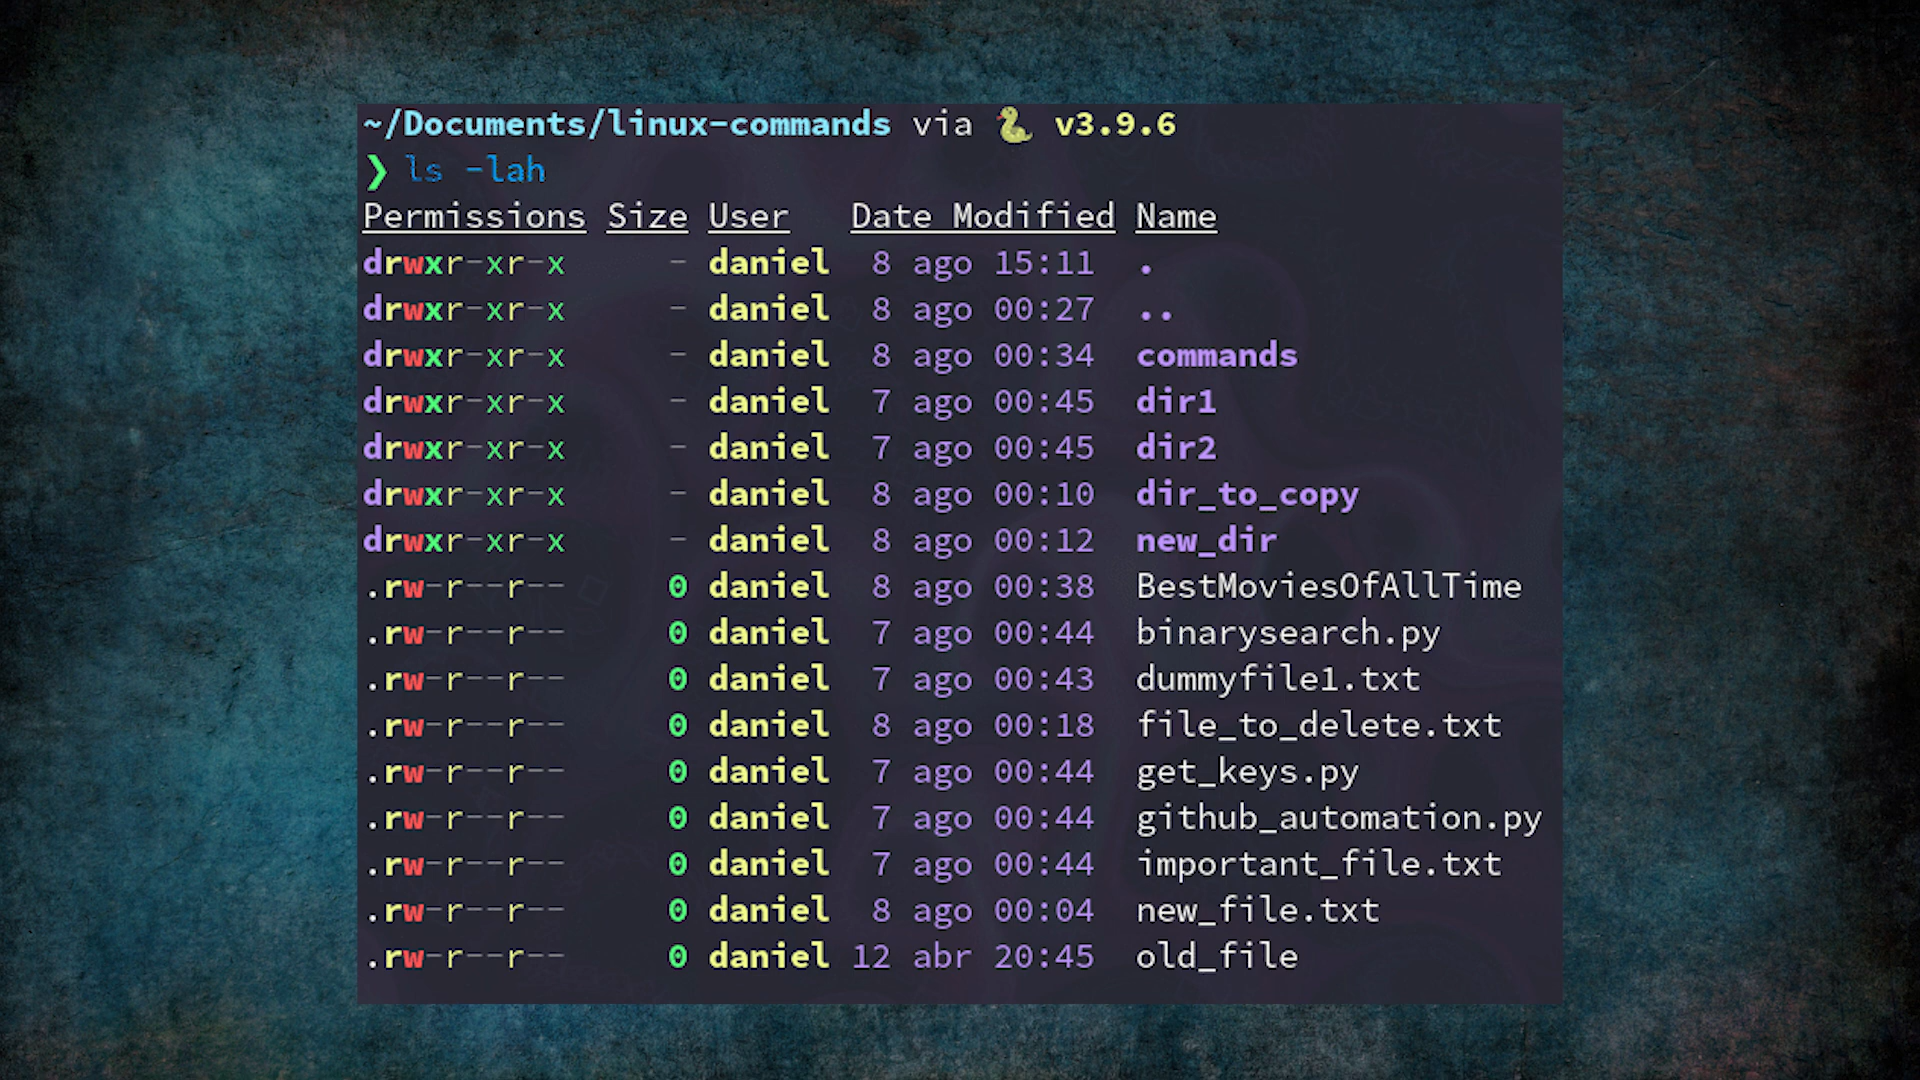 ~/Documents/linux-commands via 🐍 v3.9.6
❯ ls -lah
Permissions Size User Date Modified Name
drwxr-xr-x - daniel 8 ago 15:11 .
drwxr-xr-x - daniel 8 ago 00:27 ..
drwxr-xr-x - daniel 8 ago 00:34 commands
drwxr-xr-x - daniel 7 ago 00:45 dir1
drwxr-xr-x - daniel 7 ago 00:45 dir2
drwxr-xr-x - daniel 8 ago 00:10 dir_to_copy
drwxr-xr-x - daniel 8 ago 00:12 new_dir
.rw-r--r-- 0 daniel 8 ago 00:38 BestMoviesOfAllTime
.rw-r--r-- 0 daniel 7 ago 00:44 binarysearch.py
.rw-r--r-- 0 daniel 7 ago 00:43 dummyfile1.txt
.rw-r--r-- 0 daniel 8 ago 00:18 file_to_delete.txt
.rw-r--r-- 0 daniel 7 ago 00:44 get_keys.py
.rw-r--r-- 0 daniel 7 ago 00:44 github_automation.py
.rw-r--r-- 0 daniel 7 ago 00:44 important_file.txt
.rw-r--r-- 0 daniel 8 ago 00:04 new_file.txt
.rw-r--r-- 0 daniel 12 abr 20:45 old_file